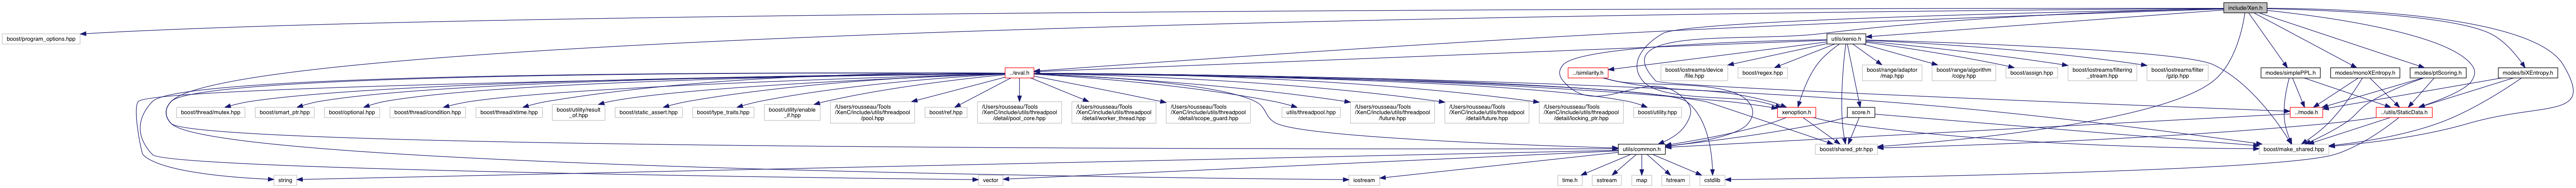 include/Xen.h
boost/program_options.hpp
utils/xenio.h
../eval.h
../similarity.h
boost/iostreams/device
/file.hpp
boost/regex.hpp
boost/range/adaptor
/map.hpp
boost/range/algorithm
/copy.hpp
boost/assign.hpp
boost/iostreams/filtering
_stream.hpp
boost/iostreams/filter
/gzip.hpp
modes/simplePPL.h
modes/monoXEntropy.h
modes/ptScoring.h
modes/biXEntropy.h
boost/thread/mutex.hpp
boost/smart_ptr.hpp
boost/optional.hpp
boost/thread/condition.hpp
boost/thread/xtime.hpp
boost/utility/result
_of.hpp
boost/static_assert.hpp
boost/type_traits.hpp
boost/utility/enable
_if.hpp
/Users/rousseau/Tools
/XenC/include/utils/threadpool
/pool.hpp
boost/ref.hpp
/Users/rousseau/Tools
/XenC/include/utils/threadpool
/detail/pool_core.hpp
/Users/rousseau/Tools
/XenC/include/utils/threadpool
/detail/worker_thread.hpp
/Users/rousseau/Tools
/XenC/include/utils/threadpool
/detail/scope_guard.hpp
utils/threadpool.hpp
/Users/rousseau/Tools
/XenC/include/utils/threadpool
/future.hpp
/Users/rousseau/Tools
/XenC/include/utils/threadpool
/detail/future.hpp
/Users/rousseau/Tools
/XenC/include/utils/threadpool
/detail/locking_ptr.hpp
boost/utility.hpp
xenoption.h
score.h
../mode.h
../utils/StaticData.h
utils/common.h
boost/shared_ptr.hpp
boost/make_shared.hpp
string
vector
iostream
time.h
sstream
map
fstream
cstdlib